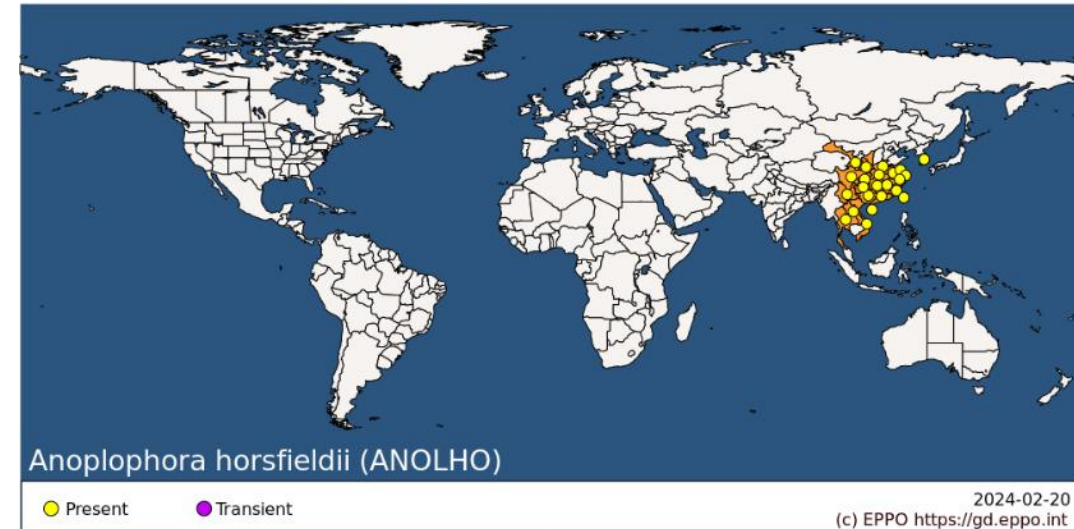 Anoplophora horsfieldii (ANOLHO)
Present
Transient
2024-02-20
(c) EPPO https://gd.eppo.int